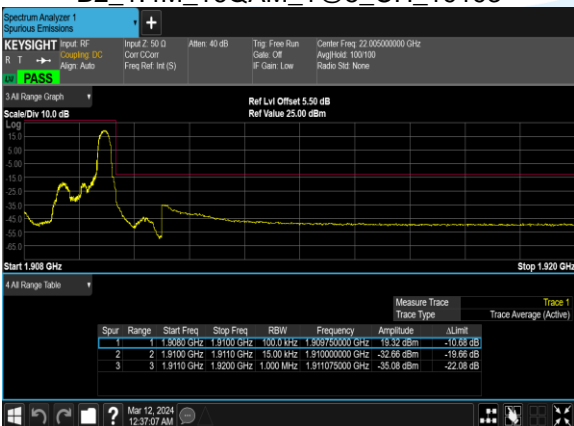 Spectrum Analyzer 1
Spurious Emissions
+
KEYSIGHT Input: RF Input Z: 50 Ω Atten: 40 dB Trig: Free Run Center Freq: 22.005000000 GHz
R T Coupling: DC Corr CCorr Gate: Off Avg|Hold: 100/100
Align: Auto Freq Ref: Int (S) IF Gain: Low Radio Std: None
PASS
3 All Range Graph
Ref Lvl Offset 5.50 dB
Scale/Div 10.0 dB Ref Value 25.00 dBm
Log
15.0
5.00
-5.00
-15.0
-25.0
-35.0
-45.0
-55.0
-65.0
Start 1.908 GHz Stop 1.920 GHz
4 All Range Table
Measure Trace Trace 1
Trace Type Trace Average (Active)
Spur Range Start Freq Stop Freq RBW Frequency Amplitude ΔLimit
1 1 1.9080 GHz 1.9100 GHz 100.0 kHz 1.909750000 GHz 19.32 dBm -10.68 dB
2 2 1.9100 GHz 1.9110 GHz 15.00 kHz 1.910000000 GHz -32.66 dBm -19.66 dB
3 3 1.9110 GHz 1.9200 GHz 1.000 MHz 1.911075000 GHz -35.08 dBm -22.08 dB
? Mar 12, 2024
12:37:07 AM